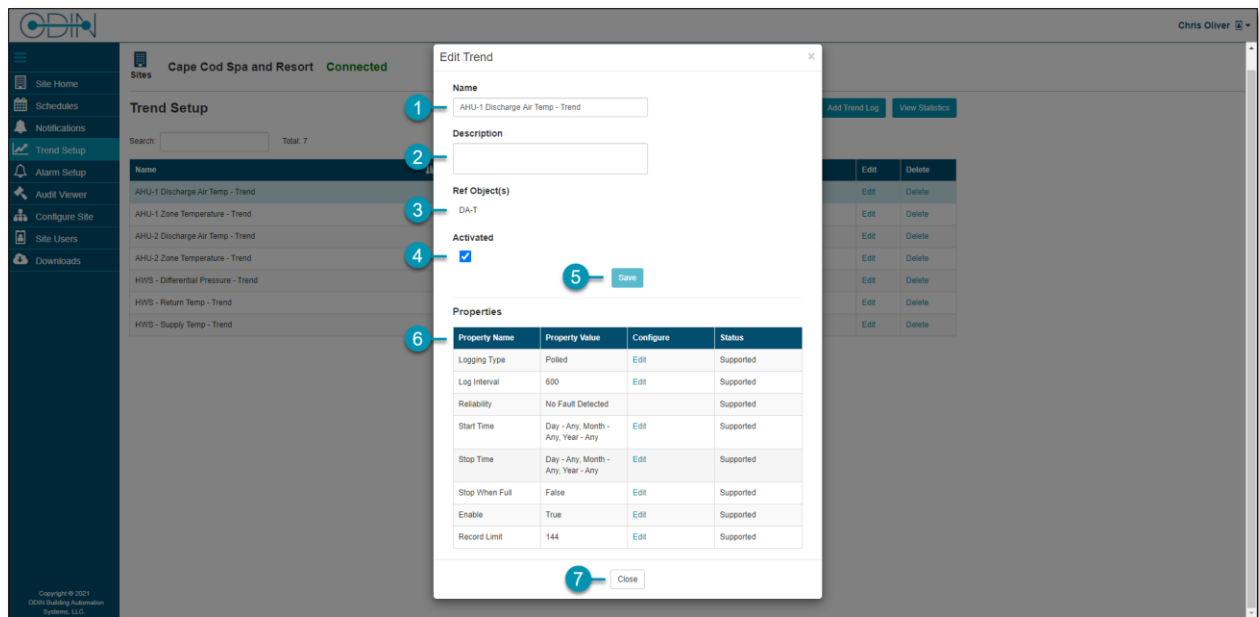 ODIN
Chris Oliver
Sites
Cape Cod Spa and Resort Connected
Site Home
Schedules
Notifications
Trend Setup
Alarm Setup
Audit Viewer
Configure Site
Site Users
Downloads
Copyright © 2021
ODIN Building Automation
Systems, LLC.
Trend Setup
Add Trend Log
View Statistics
Search:
Total: 7
Name Edit Delete
AHU-1 Discharge Air Temp - Trend Edit Delete
AHU-1 Zone Temperature - Trend Edit Delete
AHU-2 Discharge Air Temp - Trend Edit Delete
AHU-2 Zone Temperature - Trend Edit Delete
HWS - Differential Pressure - Trend Edit Delete
HWS - Return Temp - Trend Edit Delete
HWS - Supply Temp - Trend Edit Delete
Edit Trend ×
Name
1 AHU-1 Discharge Air Temp - Trend
Description
2
Ref Object(s)
3 DA-T
Activated
4
5 Save
Properties
6 Property Name Property Value Configure Status
Logging Type Polled Edit Supported
Log Interval 600 Edit Supported
Reliability No Fault Detected Supported
Start Time Day - Any, Month - Edit Supported
Any, Year - Any
Stop Time Day - Any, Month - Edit Supported
Any, Year - Any
Stop When Full False Edit Supported
Enable True Edit Supported
Record Limit 144 Edit Supported
7 Close